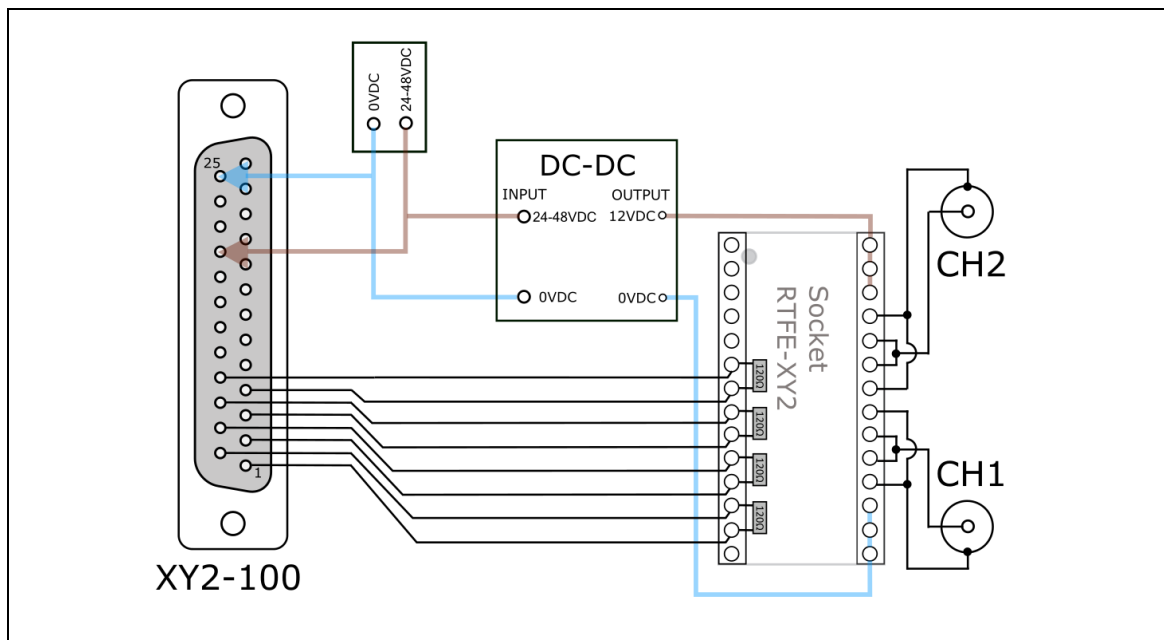 0VDC
24-48VDC
25
1
XY2-100
DC-DC
INPUT
OUTPUT
24-48VDC
12VDC
0VDC
0VDC
Socket
RTFE-XY2
120Ω
120Ω
120Ω
120Ω
CH2
CH1